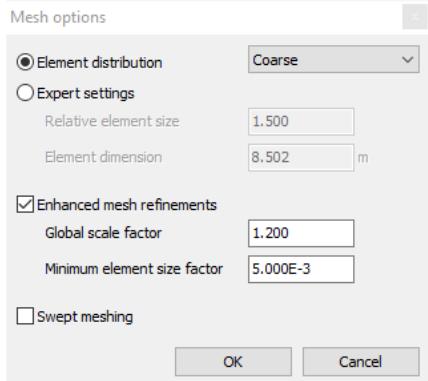 Mesh options
Element distribution Coarse
Expert settings
Relative element size 1.500
Element dimension 8.502 m
Enhanced mesh refinements
Global scale factor 1.200
Minimum element size factor 5.000E-3
Swept meshing
OK Cancel